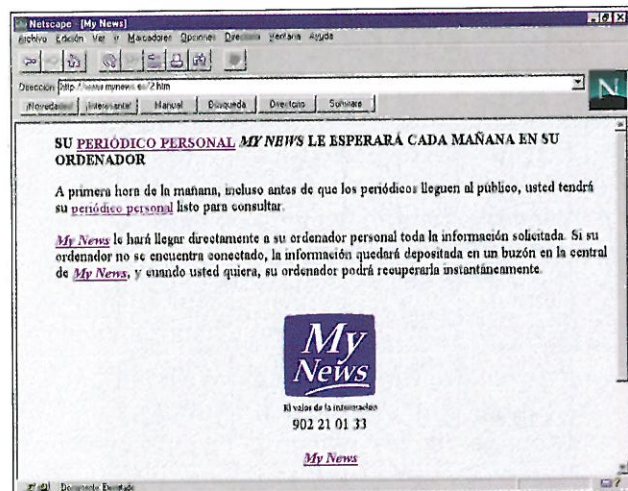 Netscape - [My News]
Archivo Edición Ver Ir Marcadores Opciones Directorio Ventana Ayuda
Dirección http://www.mynews.es/2.htm
N
¡Novedades! ¡Interesante! Manual Búsqueda Directorio Software
SU PERIÓDICO PERSONAL MY NEWS LE ESPERARÁ CADA MAÑANA EN SU
ORDENADOR
A primera hora de la mañana, incluso antes de que los periódicos lleguen al público, usted tendrá
su periódico personal listo para consultar.
My News le hará llegar directamente a su ordenador personal toda la información solicitada. Si su
ordenador no se encuentra conectado, la información quedará depositada en un buzón en la central
de My News, y cuando usted quiera, su ordenador podrá recuperarla instantáneamente.
My
News
El valor de la información
902 21 01 33
My News
Documento